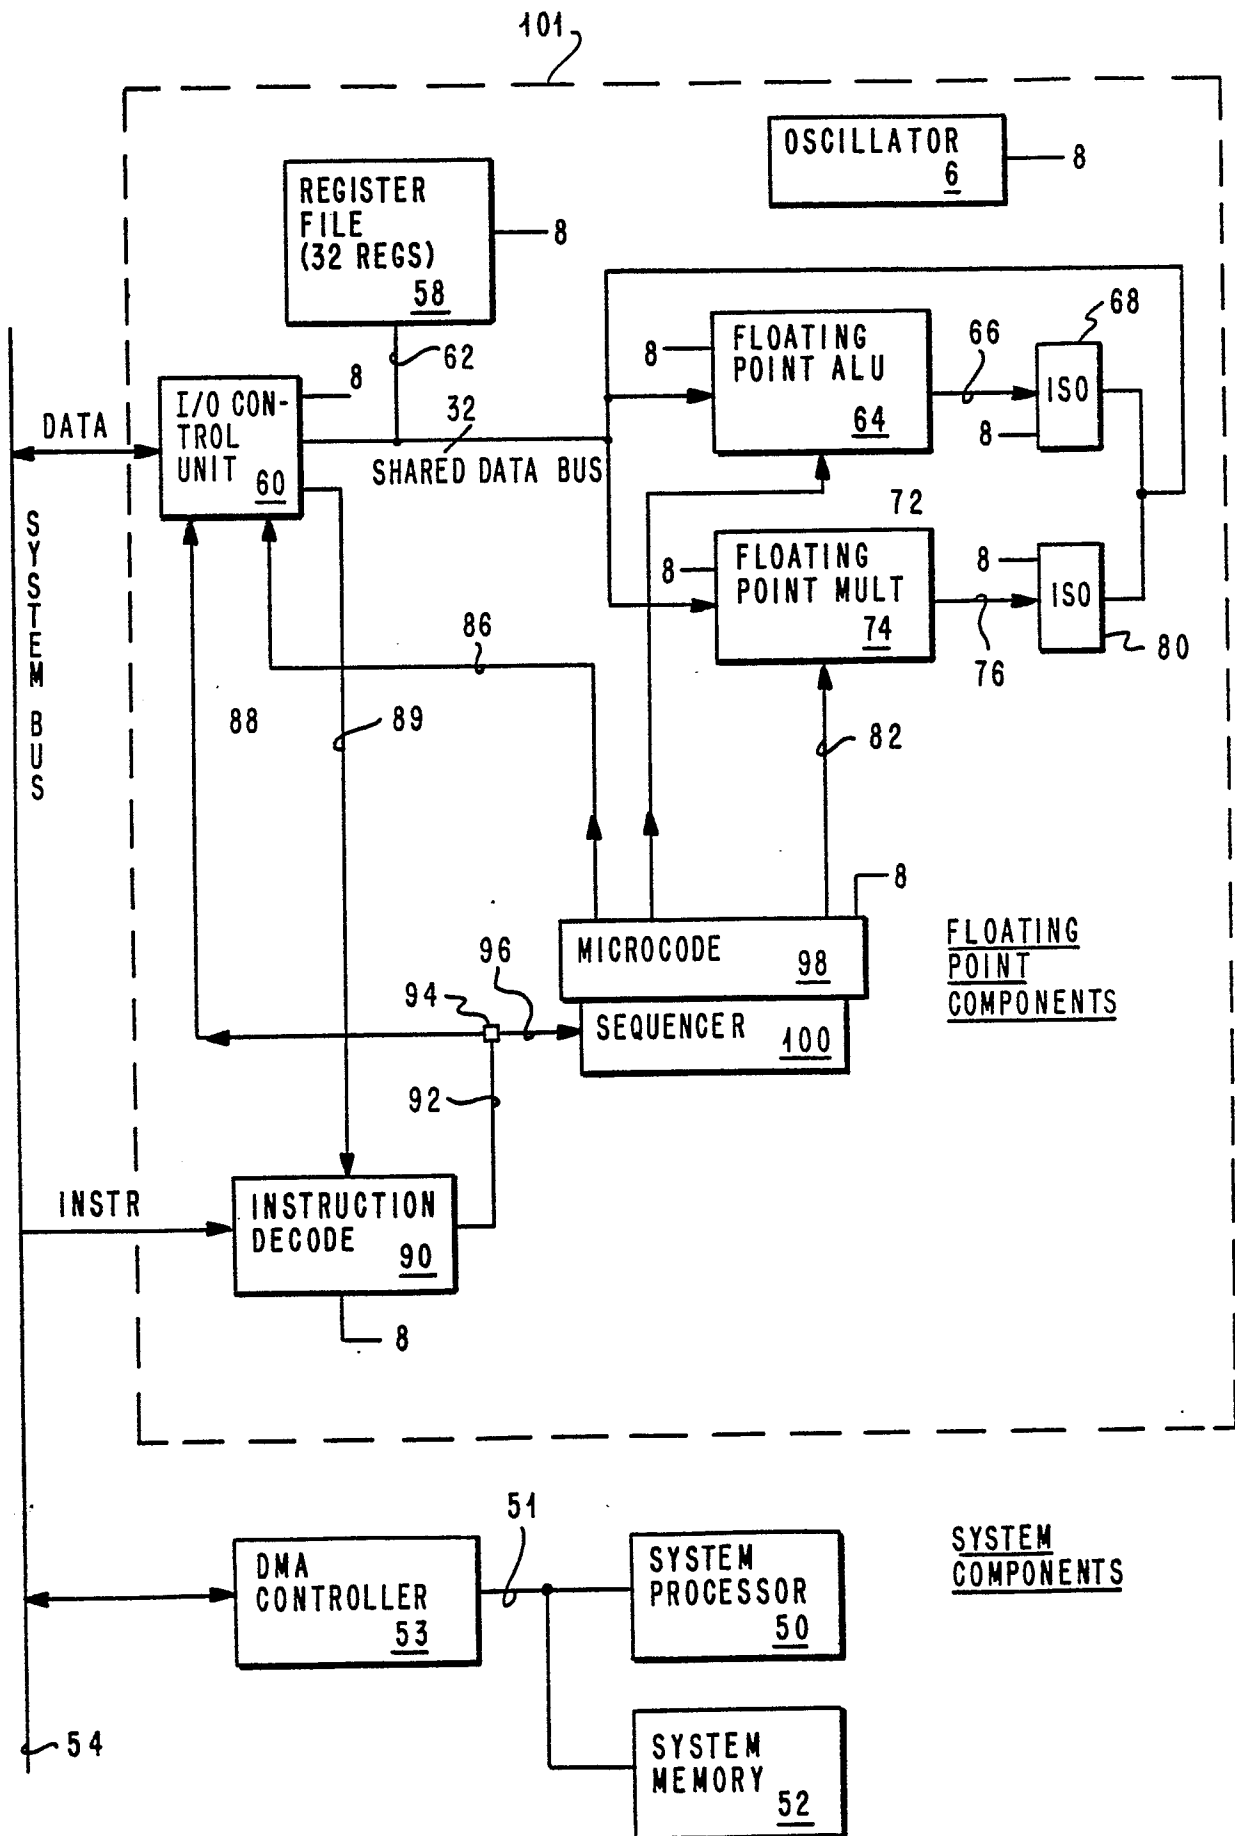 101
OSCILLATOR
6
8
REGISTER
FILE
(32 REGS)
58
8
62
I/O CON-
TROL
UNIT
60
8
DATA
32
SHARED DATA BUS
FLOATING
POINT ALU
64
8
66
68
ISO
8
72
FLOATING
POINT MULT
74
8
76
8
ISO
80
SYSTEM BUS
86
88
89
82
8
MICROCODE
98
SEQUENCER
100
96
94
92
FLOATING
POINT
COMPONENTS
INSTR
INSTRUCTION
DECODE
90
8
51
DMA
CONTROLLER
53
SYSTEM
PROCESSOR
50
SYSTEM
COMPONENTS
54
SYSTEM
MEMORY
52